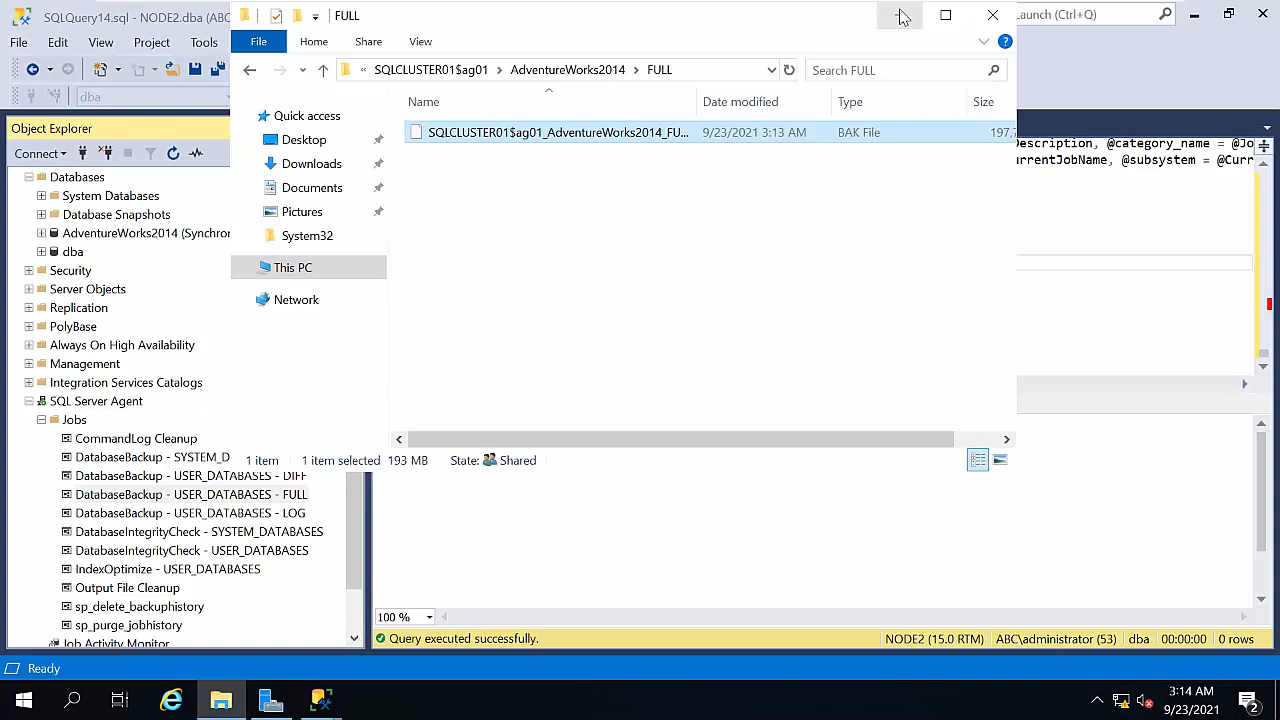 SQLQuery14.sql - NODE2.dba
FULL
Launch (Ctrl+Q)
File Edit View Project Tools
File Home Share View
« SQLCLUSTER01$ag01 > AdventureWorks2014 > FULL
Search FULL
dba
Name Date modified Type Size
SQLCLUSTER01$ag01_AdventureWorks2014_FU... 9/23/2021 3:13 AM BAK File 197,
Quick access
Desktop
Downloads
Documents
Pictures
System32
This PC
Network
1 item 1 item selected 193 MB State: Shared
Object Explorer
Connect
Databases
System Databases
Database Snapshots
AdventureWorks2014 (Synchro
dba
Security
Server Objects
Replication
PolyBase
Always On High Availability
Management
Integration Services Catalogs
SQL Server Agent
Jobs
CommandLog Cleanup
DatabaseBackup - SYSTEM_D
DatabaseBackup - USER_DATABASES - DIFF
DatabaseBackup - USER_DATABASES - FULL
DatabaseBackup - USER_DATABASES - LOG
DatabaseIntegrityCheck - SYSTEM_DATABASES
DatabaseIntegrityCheck - USER_DATABASES
IndexOptimize - USER_DATABASES
Output File Cleanup
sp_delete_backuphistory
sp_purge_jobhistory
Job Activity Monitor
escription, @category_name = @Jo
urrentJobName, @subsystem = @Curr
100 %
Query executed successfully. NODE2 (15.0 RTM) ABC\administrator (53) dba 00:00:00 0 rows
Ready
3:14 AM
9/23/2021
2